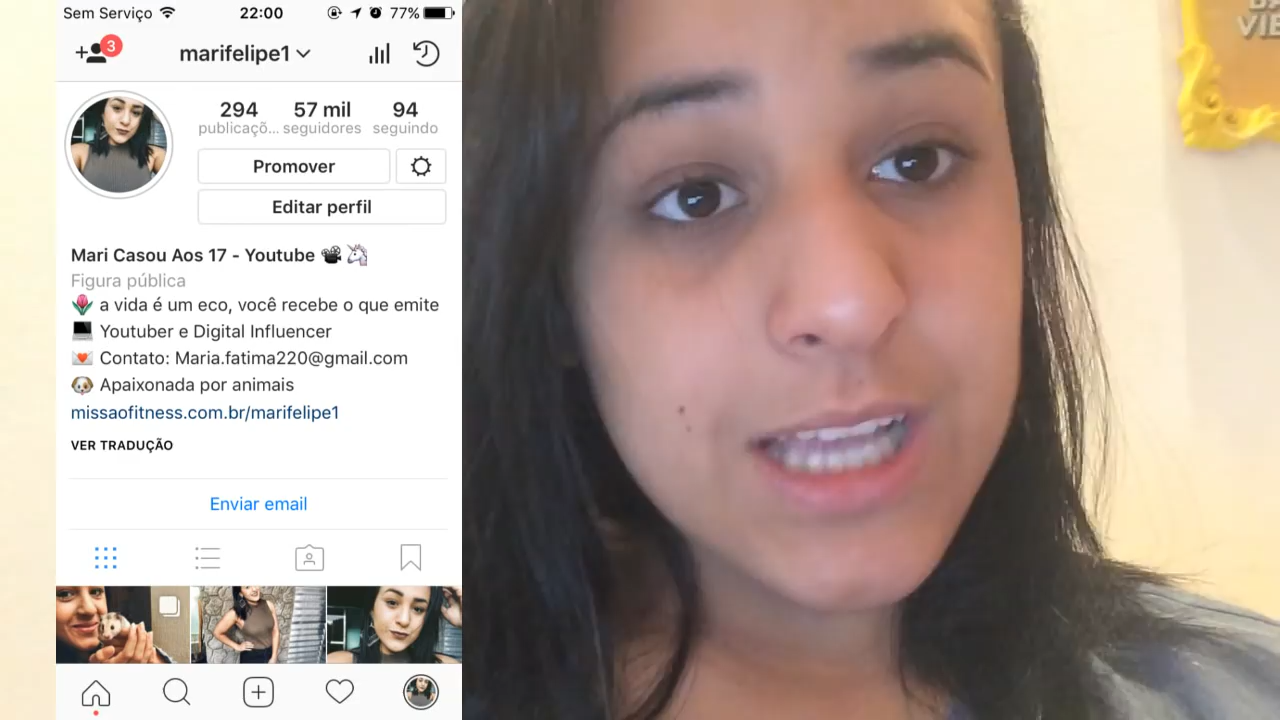 Sem Serviço 22:00 77%
3 marifelipe1
294 57 mil 94
publicaçõ... seguidores seguindo
Promover
Editar perfil
Mari Casou Aos 17 - Youtube
Figura pública
a vida é um eco, você recebe o que emite
Youtuber e Digital Influencer
Contato: Maria.fatima220@gmail.com
Apaixonada por animais
missaofitness.com.br/marifelipe1
VER TRADUÇÃO
Enviar email